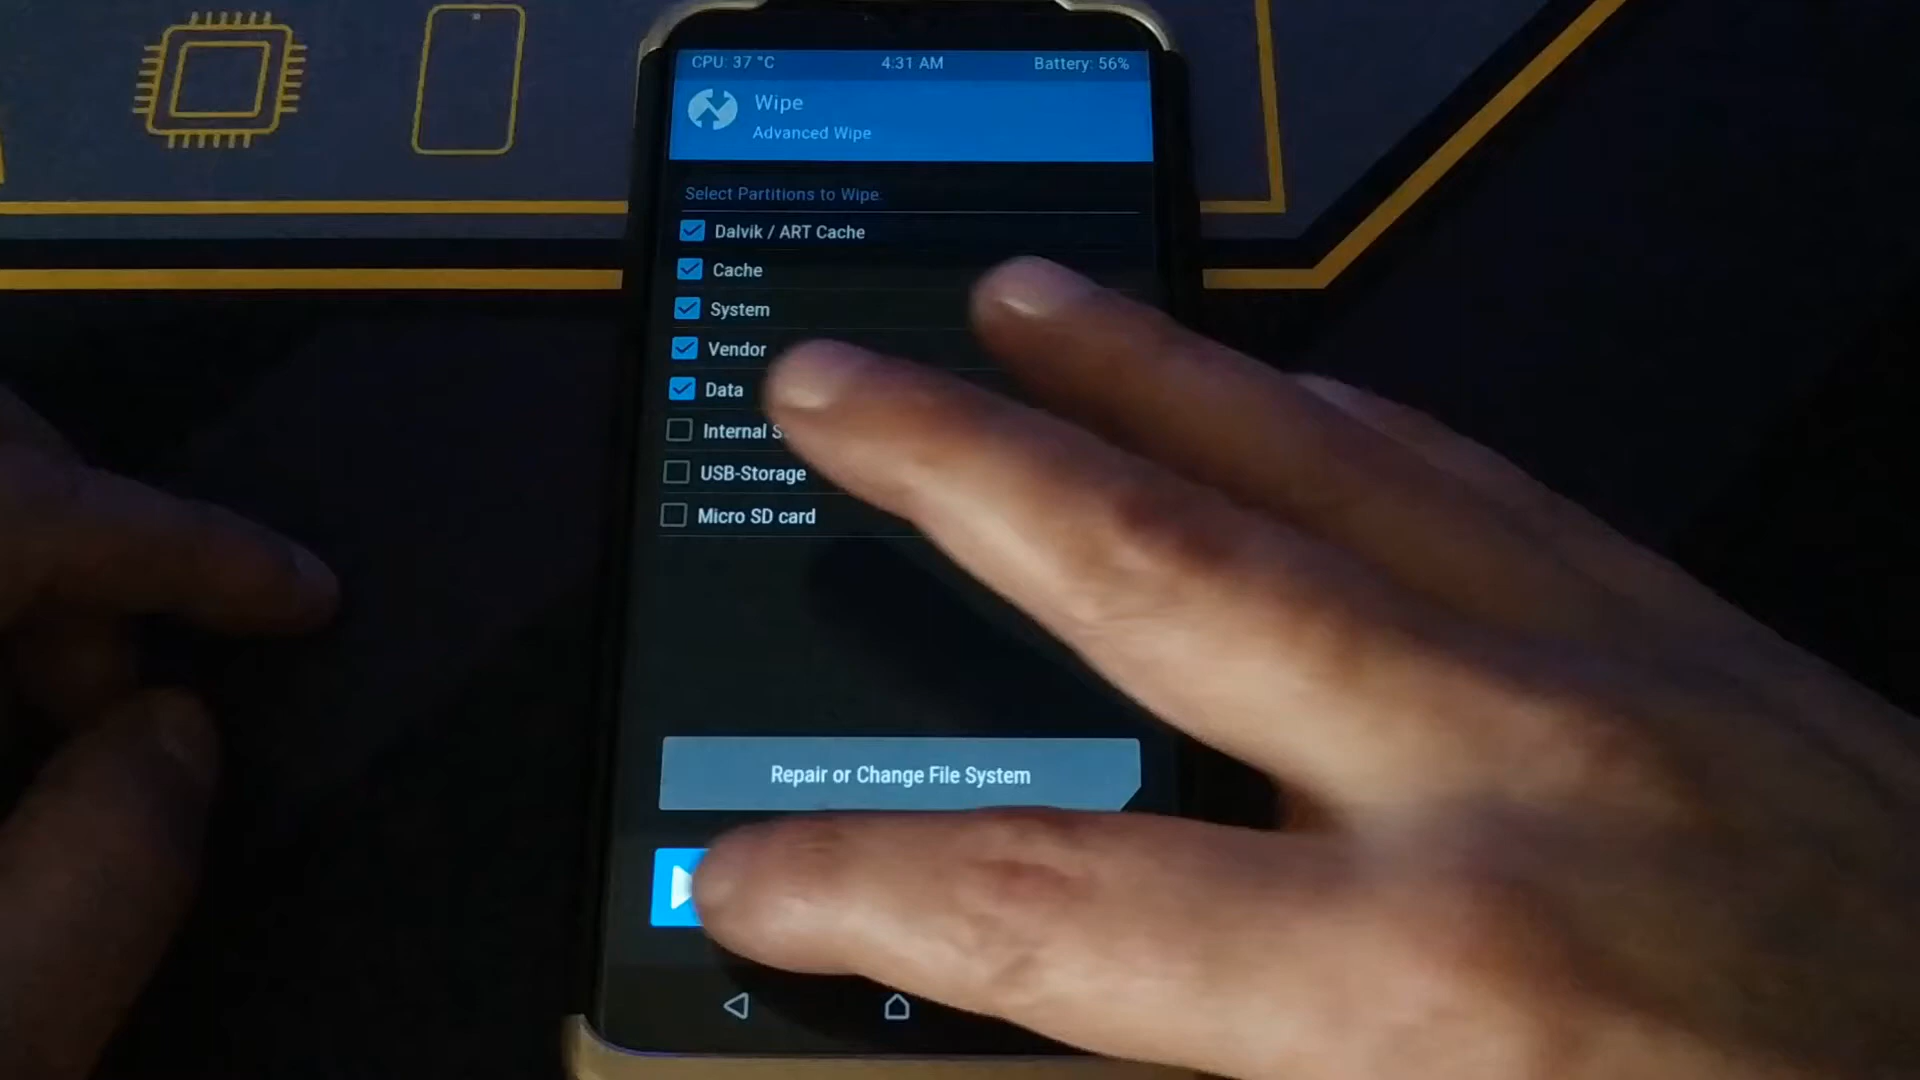 CPU: 37 °C 4:31 AM Battery: 56%
Wipe
Advanced Wipe
Select Partitions to Wipe:
Dalvik / ART Cache
Cache
System
Vendor
Data
Internal
USB-Storage
Micro SD card
Repair or Change File System